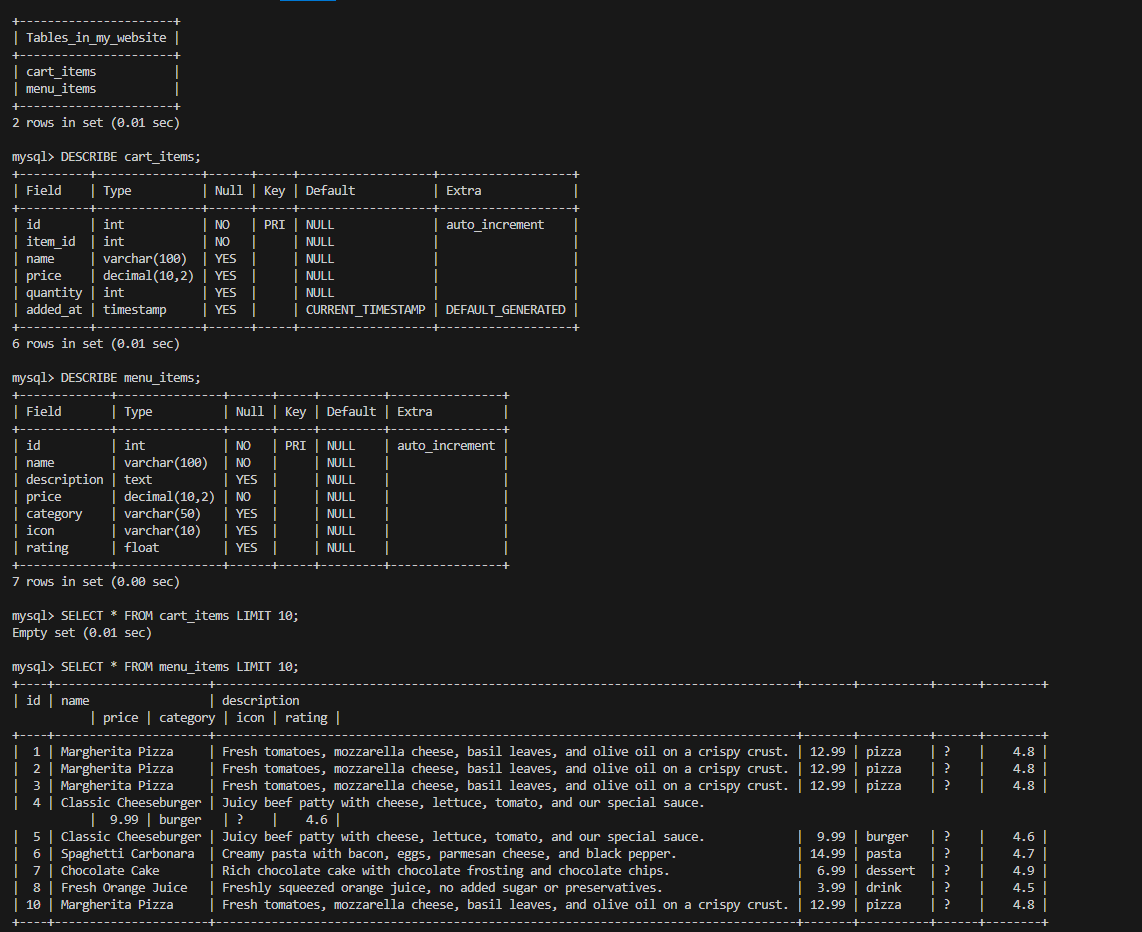 +----------------------+
| Tables_in_my_website |
+----------------------+
| cart_items           |
| menu_items           |
+----------------------+
2 rows in set (0.01 sec)

mysql> DESCRIBE cart_items;
+----------+---------------+------+-----+-------------------+-------------------+
| Field    | Type          | Null | Key | Default           | Extra             |
+----------+---------------+------+-----+-------------------+-------------------+
| id       | int           | NO   | PRI | NULL              | auto_increment    |
| item_id  | int           | NO   |     | NULL              |                   |
| name     | varchar(100)  | YES  |     | NULL              |                   |
| price    | decimal(10,2) | YES  |     | NULL              |                   |
| quantity | int           | YES  |     | NULL              |                   |
| added_at | timestamp     | YES  |     | CURRENT_TIMESTAMP | DEFAULT_GENERATED |
+----------+---------------+------+-----+-------------------+-------------------+
6 rows in set (0.01 sec)

mysql> DESCRIBE menu_items;
+-------------+---------------+------+-----+---------+----------------+
| Field       | Type          | Null | Key | Default | Extra          |
+-------------+---------------+------+-----+---------+----------------+
| id          | int           | NO   | PRI | NULL    | auto_increment |
| name        | varchar(100)  | NO   |     | NULL    |                |
| description | text          | YES  |     | NULL    |                |
| price       | decimal(10,2) | NO   |     | NULL    |                |
| category    | varchar(50)   | YES  |     | NULL    |                |
| icon        | varchar(10)   | YES  |     | NULL    |                |
| rating      | float         | YES  |     | NULL    |                |
+-------------+---------------+------+-----+---------+----------------+
7 rows in set (0.00 sec)

mysql> SELECT * FROM cart_items LIMIT 10;
Empty set (0.01 sec)

mysql> SELECT * FROM menu_items LIMIT 10;
+----+----------------------+-----------------------------------------------------------------------------------+-------+----------+------+--------+
| id | name                 | description
           | price | category | icon | rating |
+----+----------------------+-----------------------------------------------------------------------------------+-------+----------+------+--------+
|  1 | Margherita Pizza     | Fresh tomatoes, mozzarella cheese, basil leaves, and olive oil on a crispy crust. | 12.99 | pizza    | ?    |    4.8 |
|  2 | Margherita Pizza     | Fresh tomatoes, mozzarella cheese, basil leaves, and olive oil on a crispy crust. | 12.99 | pizza    | ?    |    4.8 |
|  3 | Margherita Pizza     | Fresh tomatoes, mozzarella cheese, basil leaves, and olive oil on a crispy crust. | 12.99 | pizza    | ?    |    4.8 |
|  4 | Classic Cheeseburger | Juicy beef patty with cheese, lettuce, tomato, and our special sauce.
           |  9.99 | burger   | ?    |    4.6 |
|  5 | Classic Cheeseburger | Juicy beef patty with cheese, lettuce, tomato, and our special sauce.             |  9.99 | burger   | ?    |    4.6 |
|  6 | Spaghetti Carbonara  | Creamy pasta with bacon, eggs, parmesan cheese, and black pepper.                 | 14.99 | pasta    | ?    |    4.7 |
|  7 | Chocolate Cake       | Rich chocolate cake with chocolate frosting and chocolate chips.                  |  6.99 | dessert  | ?    |    4.9 |
|  8 | Fresh Orange Juice   | Freshly squeezed orange juice, no added sugar or preservatives.                   |  3.99 | drink    | ?    |    4.5 |
| 10 | Margherita Pizza     | Fresh tomatoes, mozzarella cheese, basil leaves, and olive oil on a crispy crust. | 12.99 | pizza    | ?    |    4.8 |
+----+----------------------+-----------------------------------------------------------------------------------+-------+----------+------+--------+